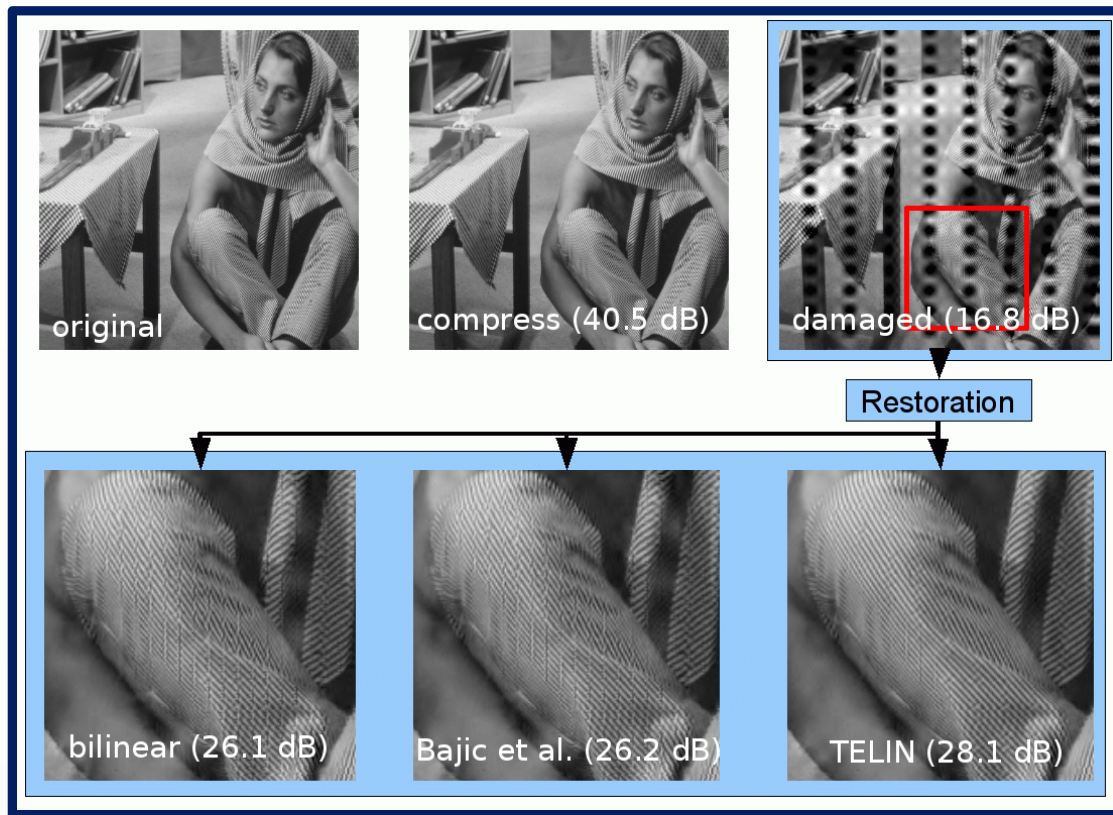 original
compress (40.5 dB)
damaged (16.8 dB)
Restoration
bilinear (26.1 dB)
Bajic et al. (26.2 dB)
TELIN (28.1 dB)